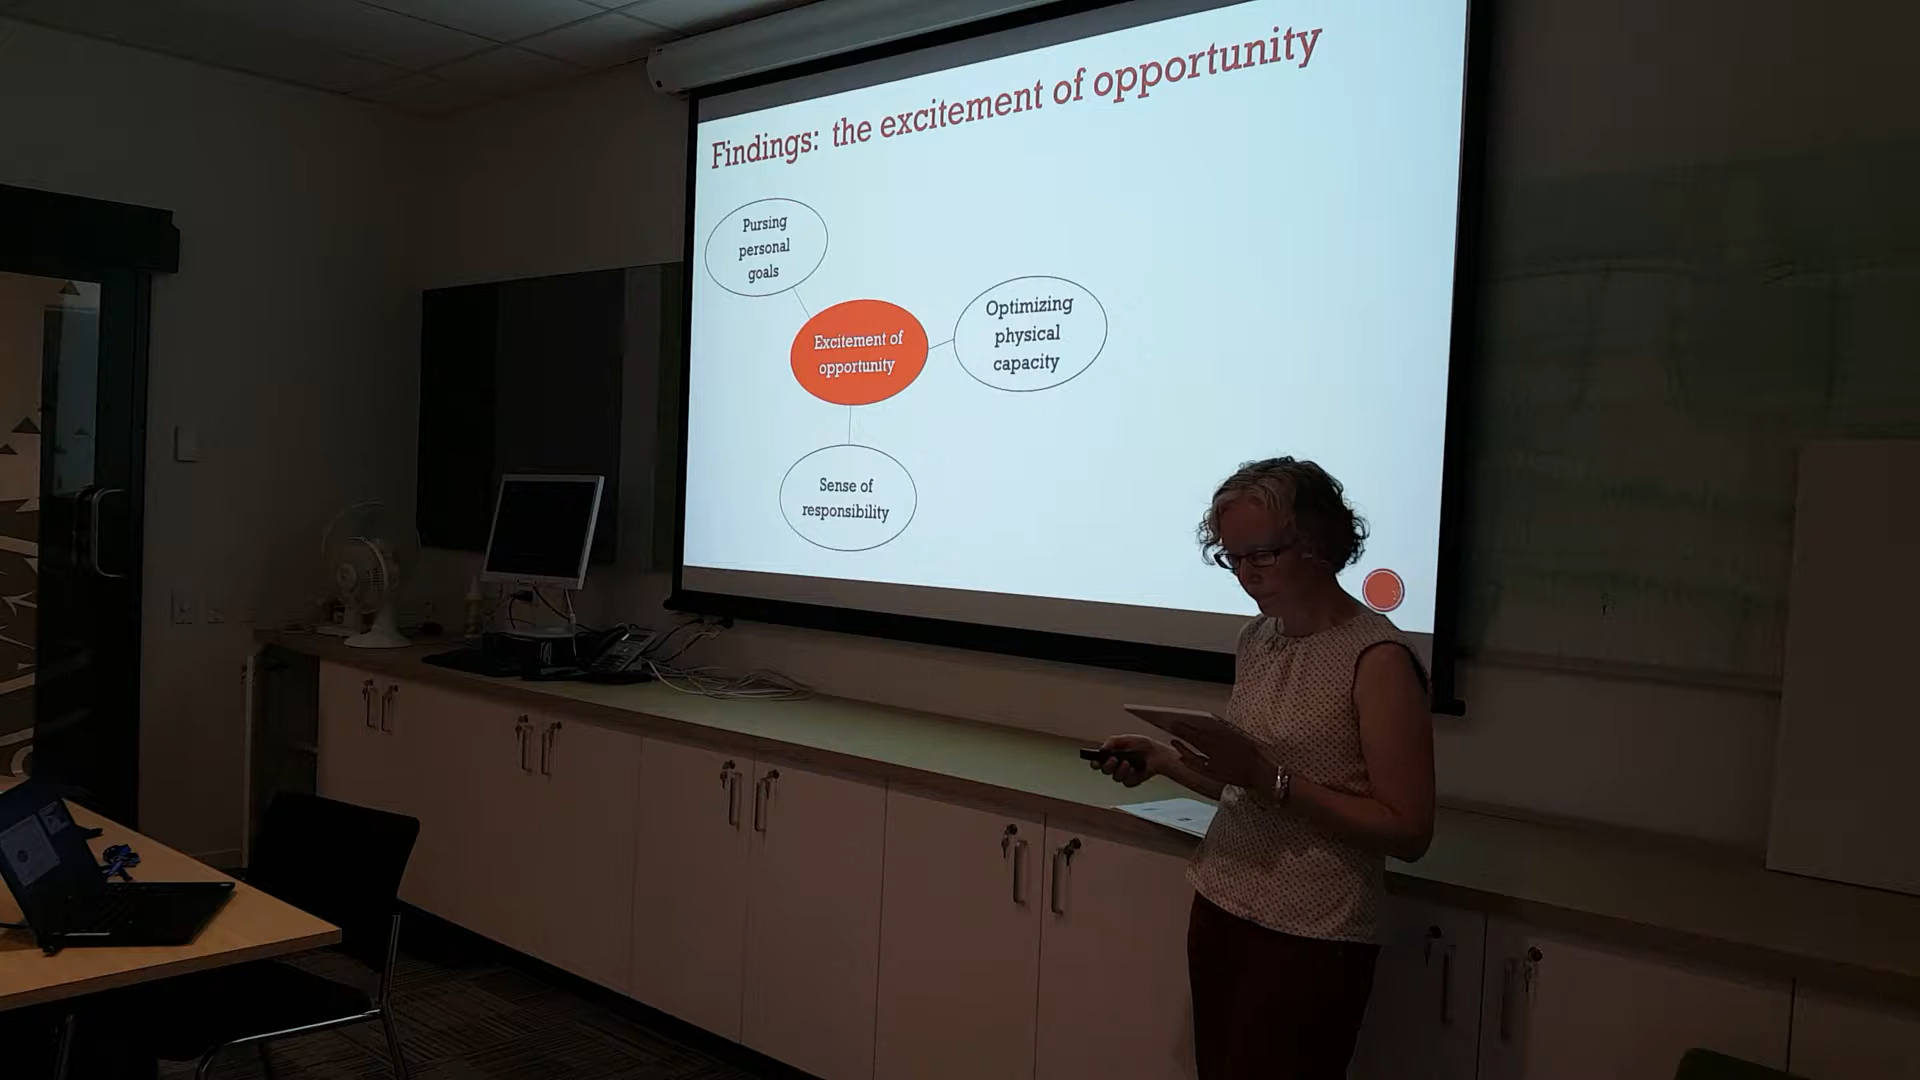 Findings: the excitement of opportunity
Pursing
personal
goals
Excitement of
opportunity
Optimizing
physical
capacity
Sense of
responsibility